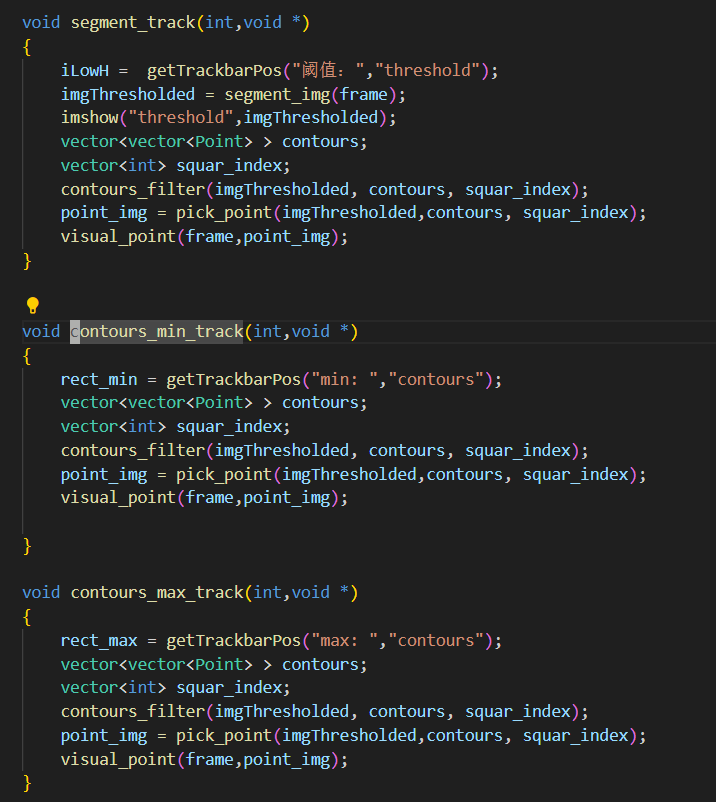 void segment_track(int,void *)
{
iLowH =  getTrackbarPos("阈值：","threshold");
imgThresholded = segment_img(frame);
imshow("threshold",imgThresholded);
vector<vector<Point> > contours;
vector<int> squar_index;
contours_filter(imgThresholded, contours, squar_index);
point_img = pick_point(imgThresholded,contours, squar_index);
visual_point(frame,point_img);
}
void contours_min_track(int,void *)
{
rect_min = getTrackbarPos("min: ","contours");
vector<vector<Point> > contours;
vector<int> squar_index;
contours_filter(imgThresholded, contours, squar_index);
point_img = pick_point(imgThresholded,contours, squar_index);
visual_point(frame,point_img);
}
void contours_max_track(int,void *)
{
rect_max = getTrackbarPos("max: ","contours");
vector<vector<Point> > contours;
vector<int> squar_index;
contours_filter(imgThresholded, contours, squar_index);
point_img = pick_point(imgThresholded,contours, squar_index);
visual_point(frame,point_img);
}